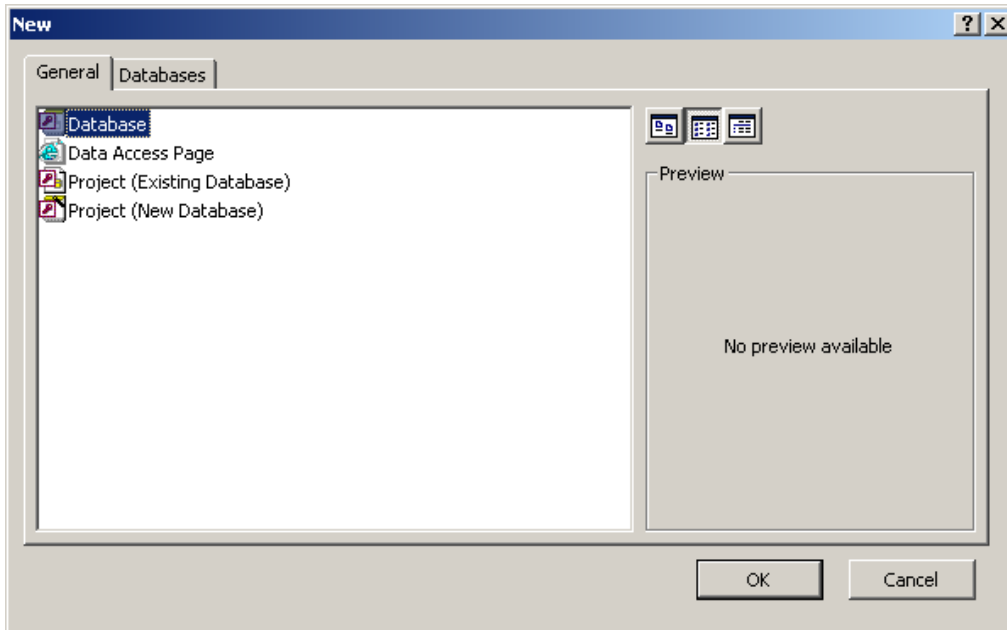 New
General
Databases
Database
Data Access Page
Project (Existing Database)
Project (New Database)
Preview
No preview available
OK
Cancel